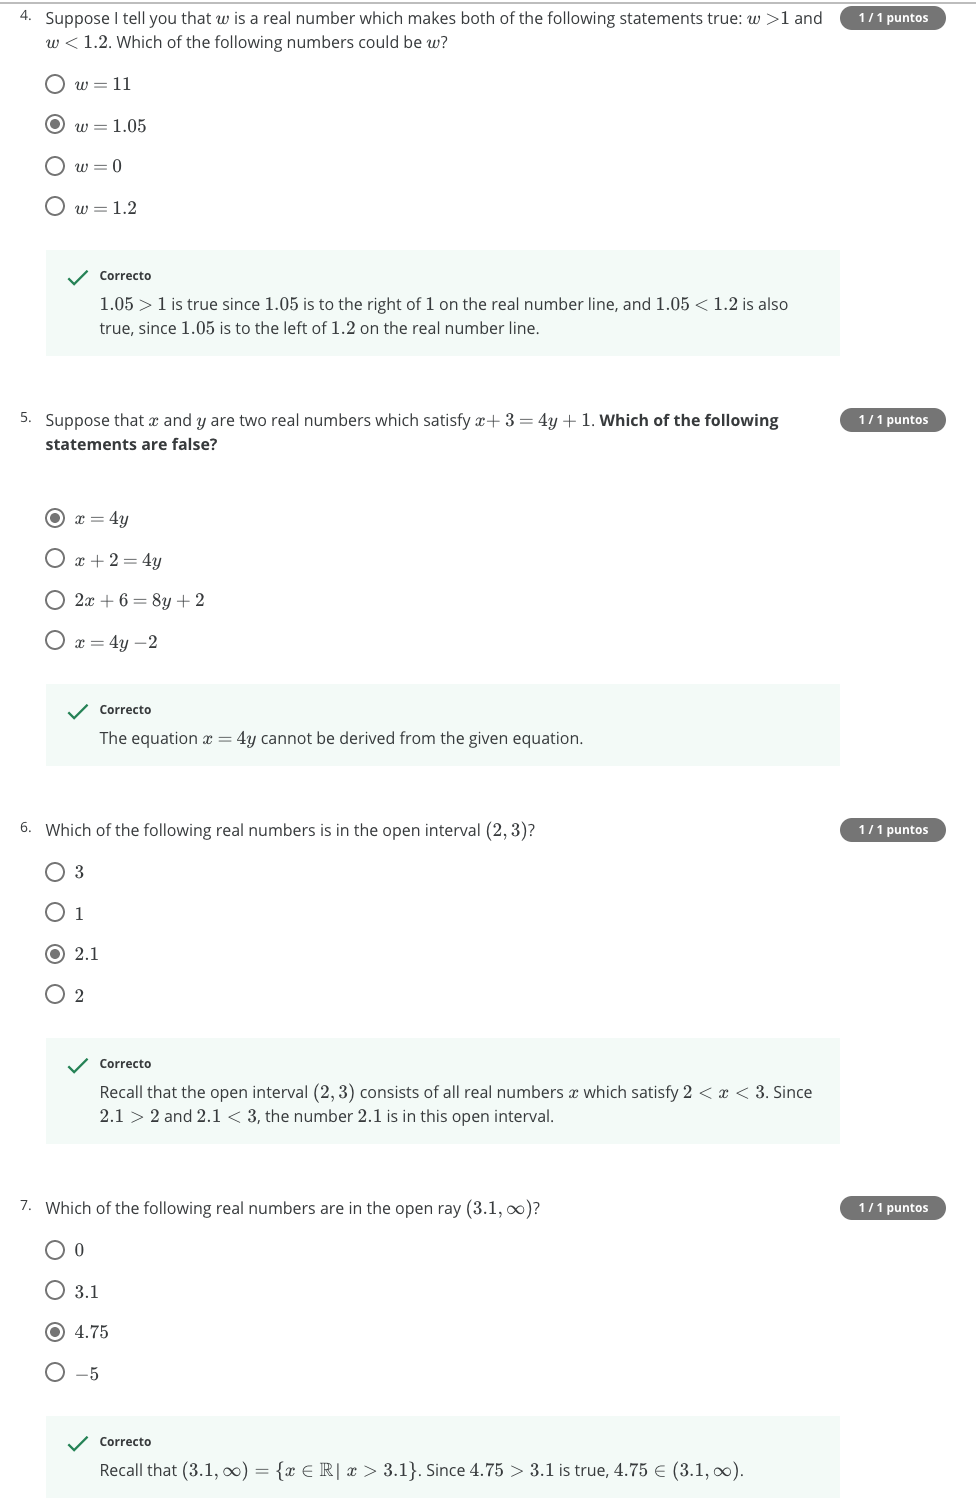 4. Suppose I tell you that w is a real number which makes both of the following statements true: w >1 and
1 / 1 puntos
w < 1.2. Which of the following numbers could be w?
w = 11
w = 1.05
w = 0
w = 1.2
Correcto
1.05 > 1 is true since 1.05 is to the right of 1 on the real number line, and 1.05 < 1.2 is also
true, since 1.05 is to the left of 1.2 on the real number line.
5. Suppose that x and y are two real numbers which satisfy x+ 3 = 4y + 1. Which of the following
1 / 1 puntos
statements are false?
x = 4y
x + 2 = 4y
2x + 6 = 8y + 2
x = 4y −2
Correcto
The equation x = 4y cannot be derived from the given equation.
6. Which of the following real numbers is in the open interval (2, 3)?
1 / 1 puntos
3
1
2.1
2
Correcto
Recall that the open interval (2, 3) consists of all real numbers x which satisfy 2 < x < 3. Since
2.1 > 2 and 2.1 < 3, the number 2.1 is in this open interval.
7. Which of the following real numbers are in the open ray (3.1, ∞)?
1 / 1 puntos
0
3.1
4.75
−5
Correcto
Recall that (3.1, ∞) = {x ∈ ℝ| x > 3.1}. Since 4.75 > 3.1 is true, 4.75 ∈ (3.1, ∞).